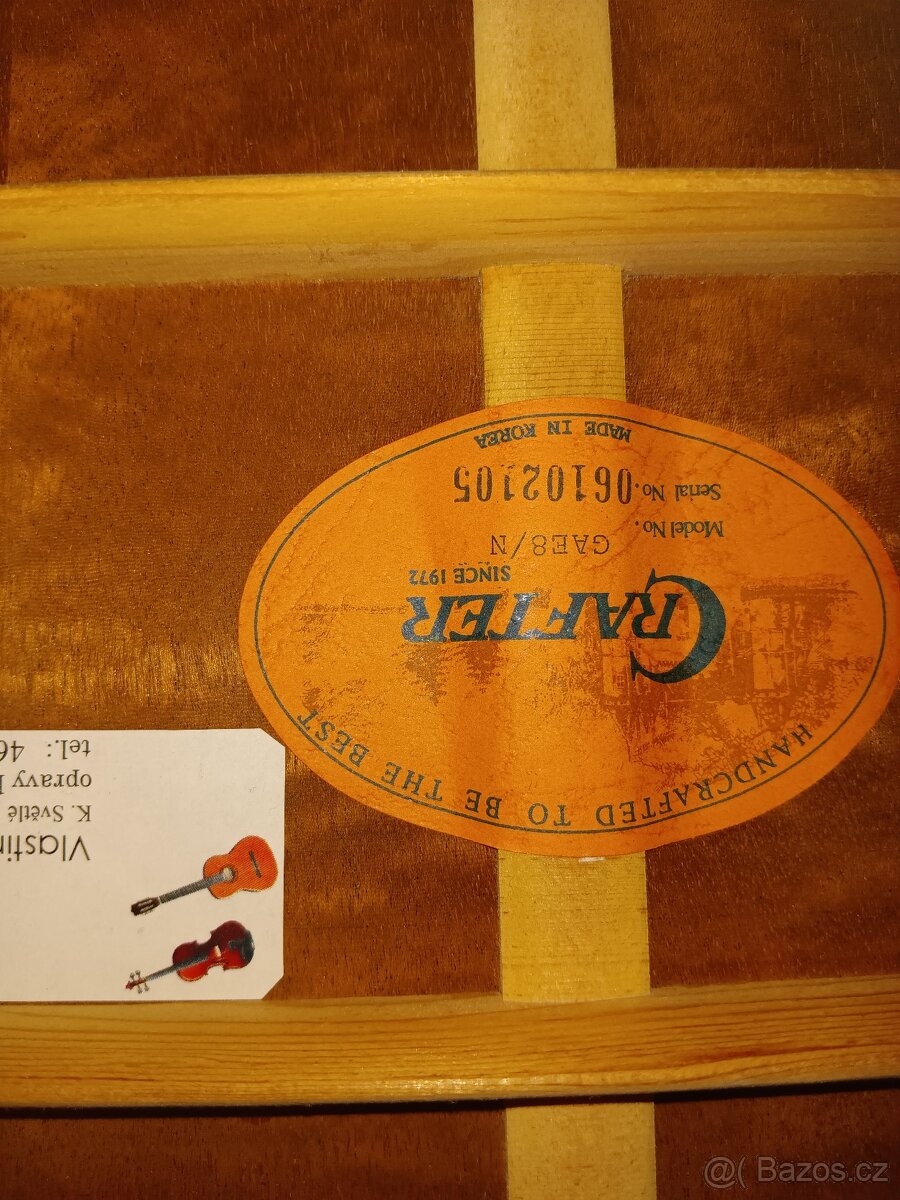 HANDCRAFTED TO BE THE BEST
CRAFTER
SINCE 1972
Model No. GAE8/N
Serial No. 06102105
MADE IN KOREA
Vlastim
K. Světlé
opravy
tel.: 46
@( Bazos.cz